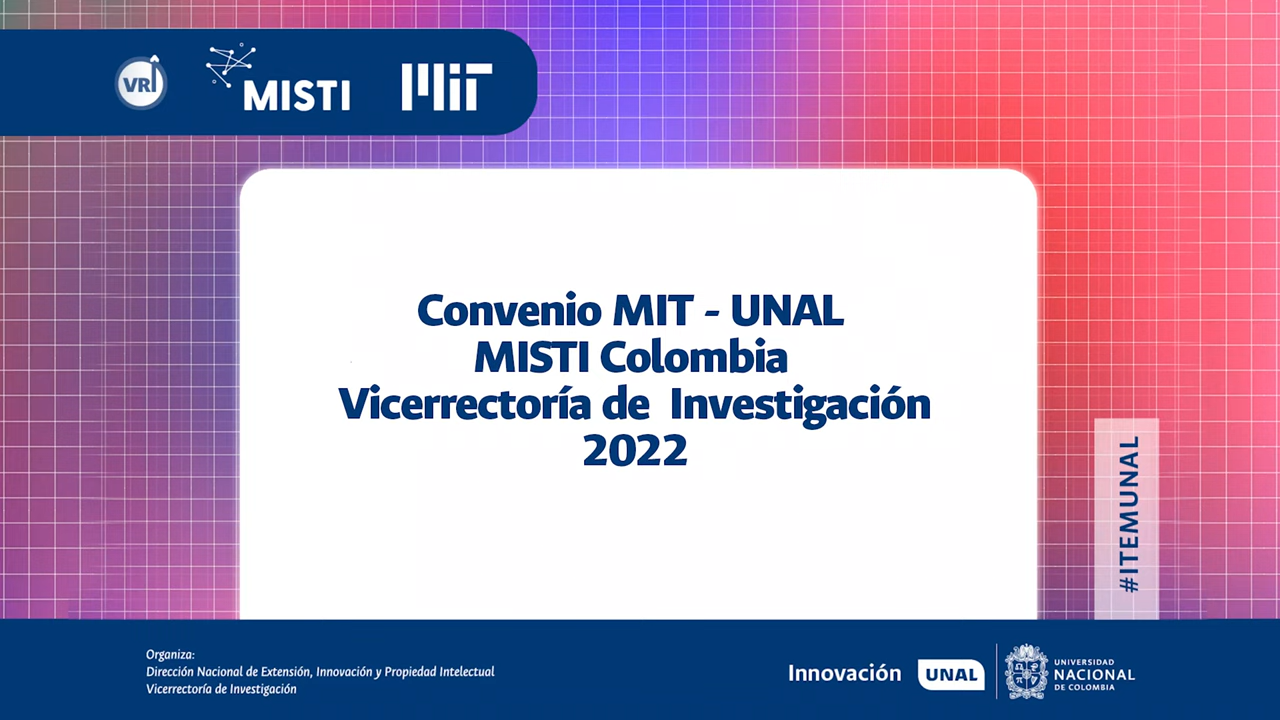 VRI
MISTI
MIT
Convenio MIT - UNAL
MISTI Colombia
Vicerrectoría de Investigación
2022
#ITEMUNAL
Organiza:
Dirección Nacional de Extensión, Innovación y Propiedad Intelectual
Vicerrectoría de Investigación
Innovación UNAL
UNIVERSIDAD
NACIONAL
DE COLOMBIA